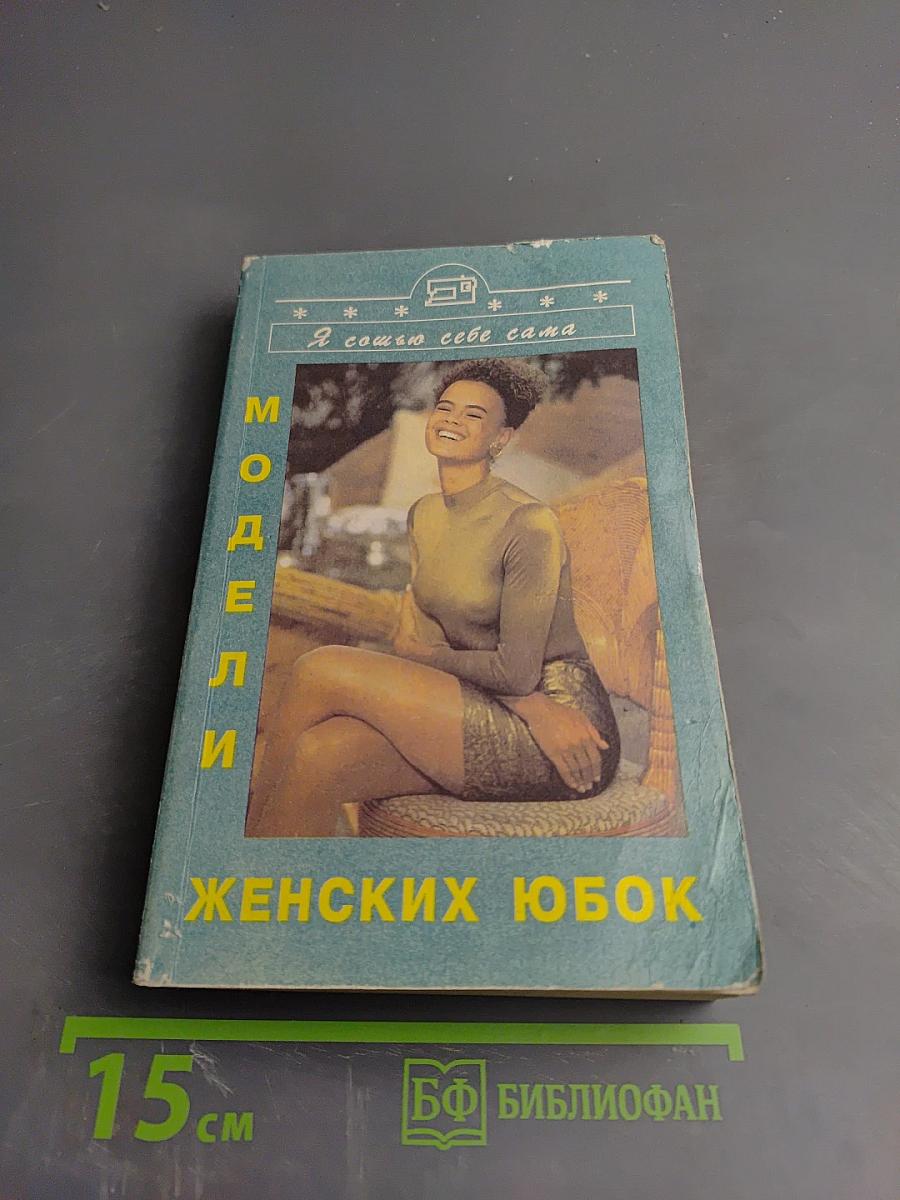 Я сошью себе сама
МОДЕЛИ
ЖЕНСКИХ ЮБОК
15 см
БФ БИБЛИОФАН